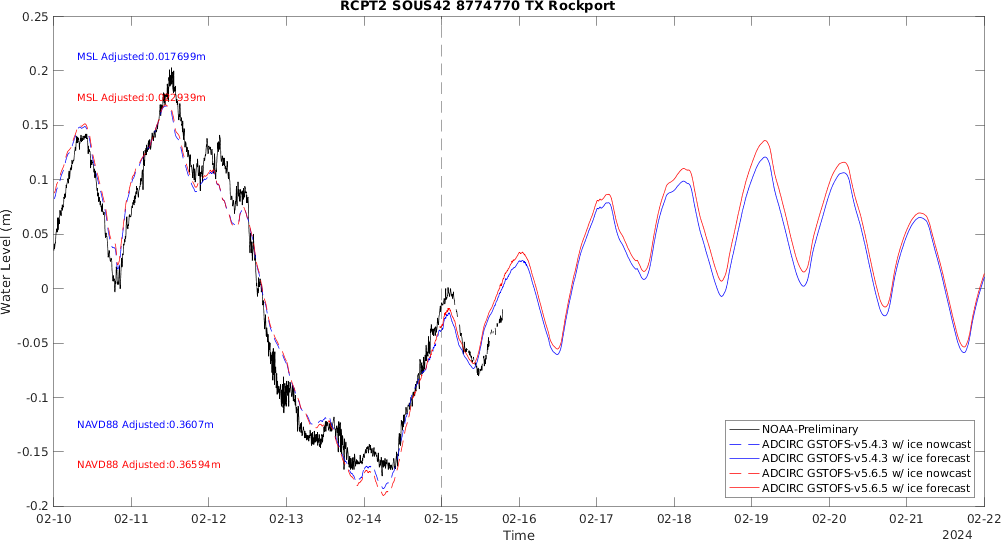 RCPT2 SOUS42 8774770 TX Rockport
0.25
0.2
0.15
0.1
0.05
0
-0.05
-0.1
-0.15
-0.2
Water Level (m)
MSL Adjusted:0.017699m
MSL Adjusted:0.0 2939m
NAVD88 Adjusted:0.3607m
NAVD88 Adjusted:0.36594m
NOAA-Preliminary
ADCIRC GSTOFS-v5.4.3 w/ ice nowcast
ADCIRC GSTOFS-v5.4.3 w/ ice forecast
ADCIRC GSTOFS-v5.6.5 w/ ice nowcast
ADCIRC GSTOFS-v5.6.5 w/ ice forecast
02-10 02-11 02-12 02-13 02-14 02-15 02-16 02-17 02-18 02-19 02-20 02-21 02-22
Time
2024